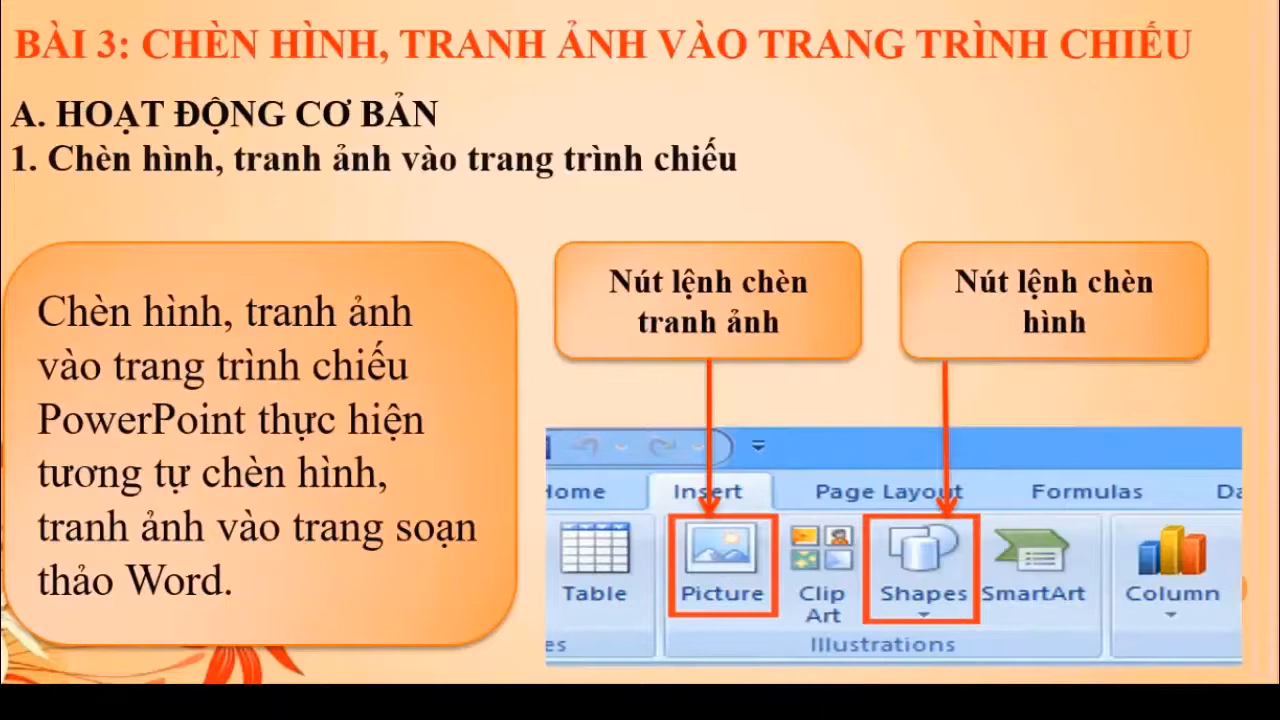 BÀI 3: CHÈN HÌNH, TRANH ẢNH VÀO TRANG TRÌNH CHIẾU
A. HOẠT ĐỘNG CƠ BẢN
1. Chèn hình, tranh ảnh vào trang trình chiếu
Chèn hình, tranh ảnh
vào trang trình chiếu
PowerPoint thực hiện
tương tự chèn hình,
tranh ảnh vào trang soạn
thảo Word.
Nút lệnh chèn
tranh ảnh
Nút lệnh chèn
hình
Insert Page Layout Formulas
Table Picture Clip Art Shapes SmartArt Column
Illustrations